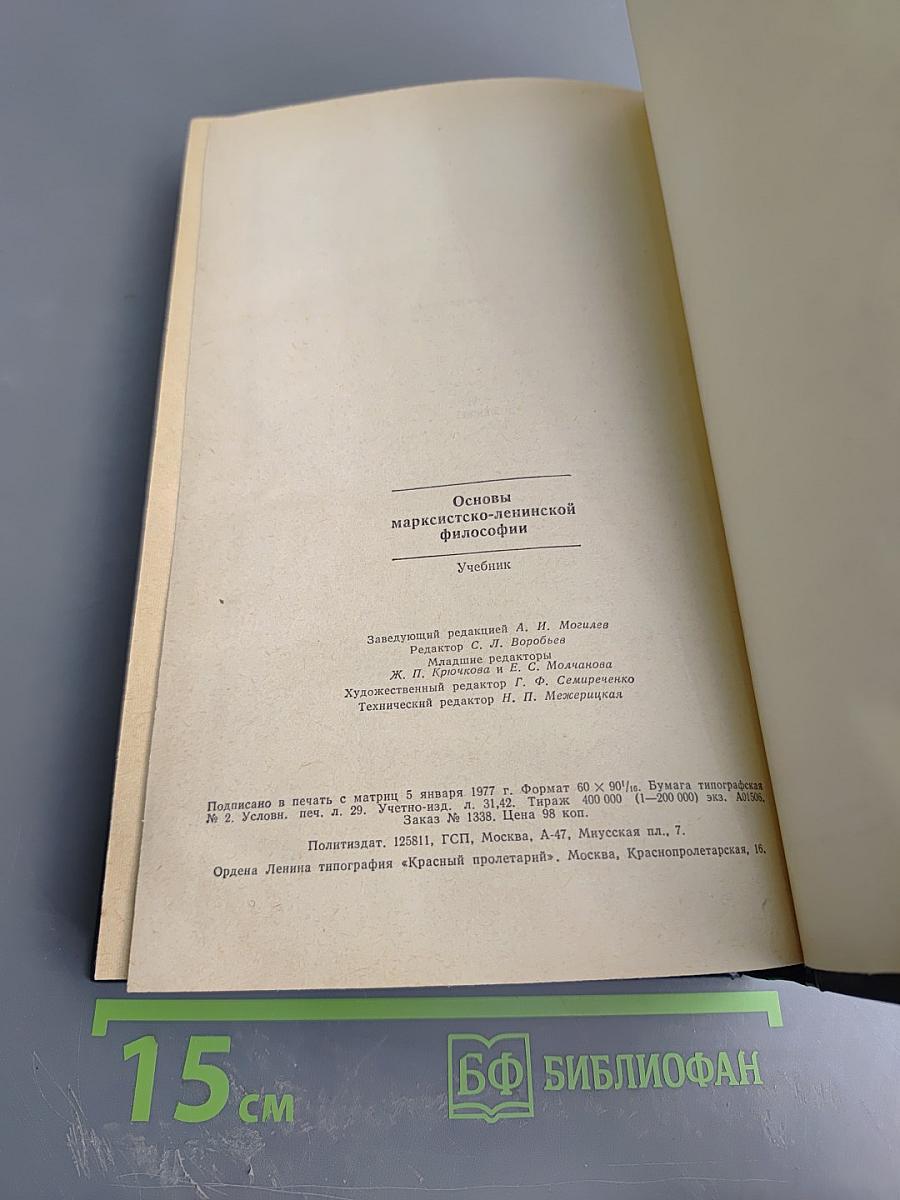 Основы
марксистско-ленинской
философии
Учебник
Заведующий редакцией А. И. Могилев
Редактор С. Л. Воробьев
Младшие редакторы
Ж. П. Крючкова и Е. С. Молчанова
Художественный редактор Г. Ф. Семиреченко
Технический редактор Н. П. Межерицкая
Подписано в печать с матриц 5 января 1977 г. Формат 60 × 90¹/₁₆. Бумага типографская
№ 2. Условн. печ. л. 29. Учетно-изд. л. 31,42. Тираж 400 000 (1—200 000) экз. А01506.
Заказ № 1338. Цена 98 коп.
Политиздат. 125811, ГСП, Москва, А-47, Миусская пл., 7.
Ордена Ленина типография «Красный пролетарий». Москва, Краснопролетарская, 16.
15 см
БФ БИБЛИОФАН